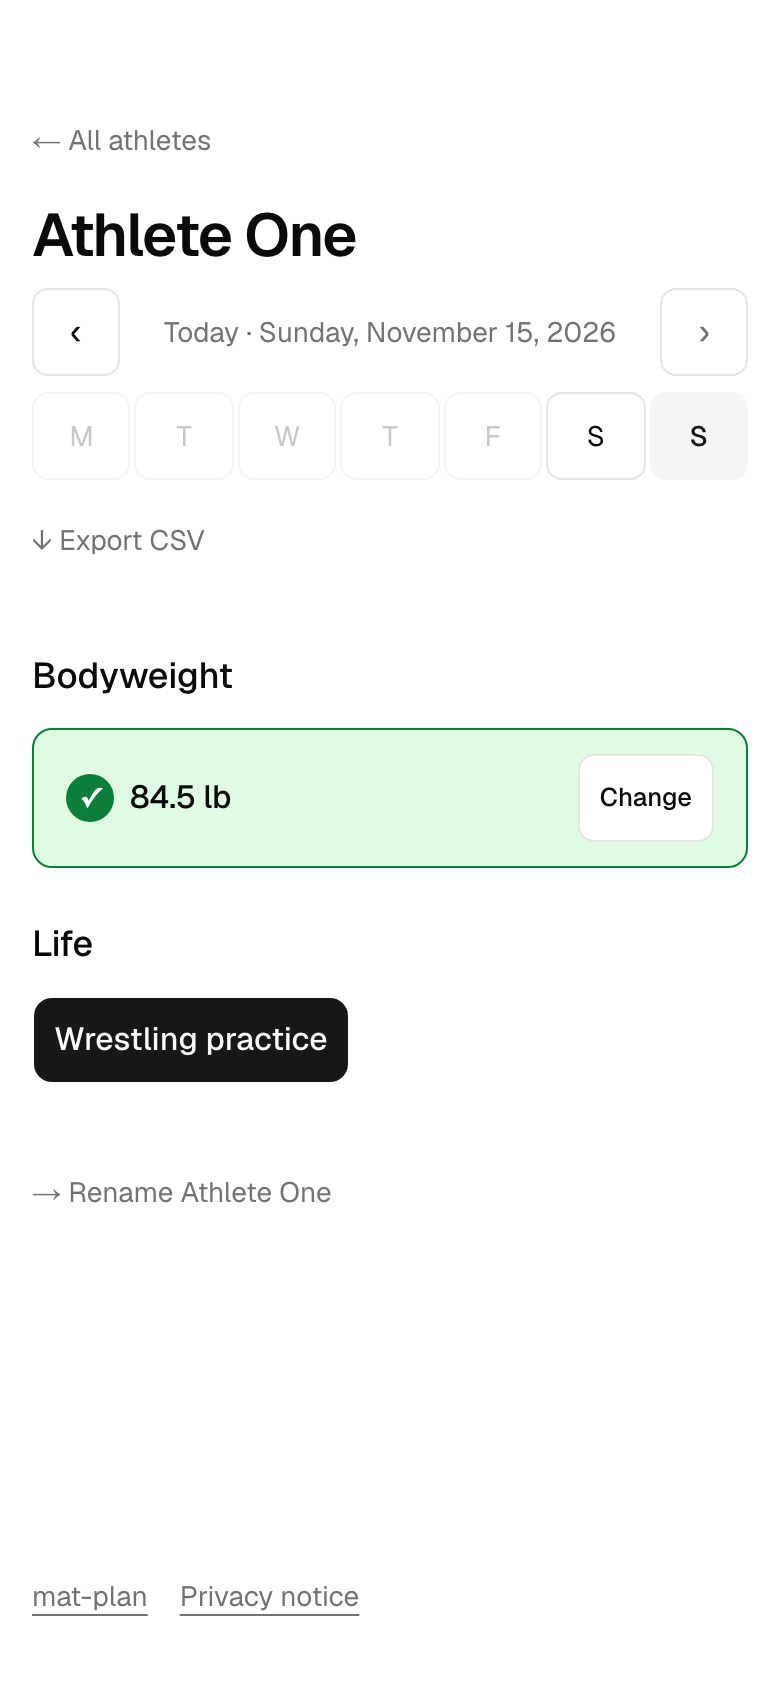 ← All athletes
Athlete One
‹ Today · Sunday, November 15, 2026 ›
M T W T F S S
↓ Export CSV
Bodyweight
✓ 84.5 lb Change
Life
Wrestling practice
→ Rename Athlete One
mat-plan Privacy notice